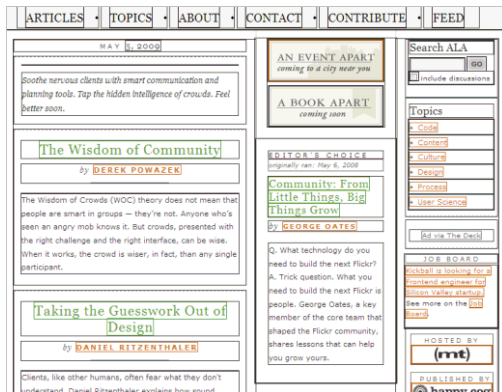 ARTICLES • TOPICS • ABOUT • CONTACT • CONTRIBUTE • FEED
MAY 5, 2009
Soothe nervous clients with smart communication and
planning tools. Tap the hidden intelligence of crowds. Feel
better soon.
The Wisdom of Community
by DEREK POWAZEK
The Wisdom of Crowds (WOC) theory does not mean that
people are smart in groups — they're not. Anyone who's
seen an angry mob knows it. But crowds, presented with
the right challenge and the right interface, can be wise.
When it works, the crowd is wiser, in fact, than any single
participant.
Taking the Guesswork Out of
Design
by DANIEL RITZENTHALER
Clients, like other humans, often fear what they don't
understand. Daniel Ritzenthaler explains how sound
AN EVENT APART
coming to a city near you
A BOOK APART
coming soon
EDITOR'S CHOICE
originally ran: May 6, 2008
Community: From
Little Things, Big
Things Grow
by GEORGE OATES
Q. What technology do you
need to build the next Flickr?
A. Trick question. What you
need to build the next Flickr is
people. George Oates, a key
member of the core team that
shaped the Flickr community,
shares lessons that can help
you grow yours.
Search ALA
GO
include discussions
Topics
• Code
• Content
• Culture
• Design
• Process
• User Science
Ad via The Deck
JOB BOARD
Kickball is looking for a
Frontend engineer for
Silicon Valley startup.
See more on the Job
Board.
HOSTED BY
(mt)
PUBLISHED BY
happy cog